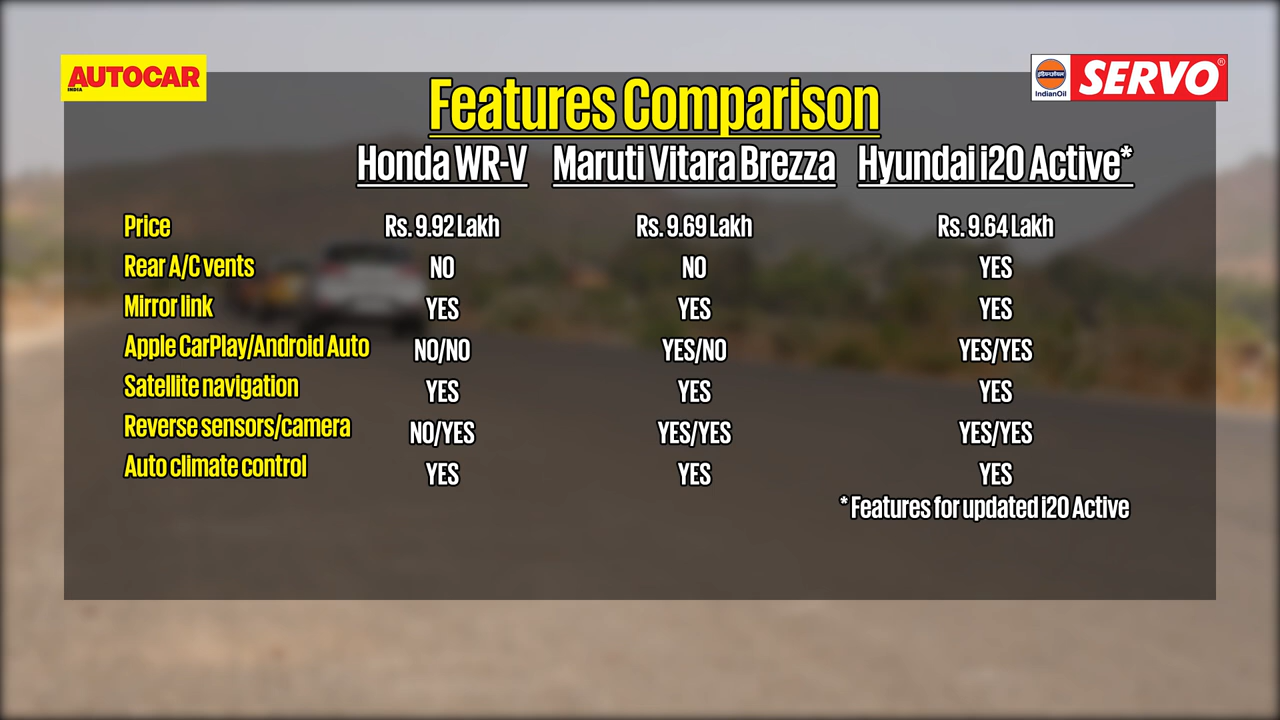 AUTOCAR
INDIA
इंडियनऑयल
IndianOil
SERVO®
Features Comparison
Honda WR-V Maruti Vitara Brezza Hyundai i20 Active*
Price Rs. 9.92 Lakh Rs. 9.69 Lakh Rs. 9.64 Lakh
Rear A/C vents NO NO YES
Mirror link YES YES YES
Apple CarPlay/Android Auto NO/NO YES/NO YES/YES
Satellite navigation YES YES YES
Reverse sensors/camera NO/YES YES/YES YES/YES
Auto climate control YES YES YES
* Features for updated i20 Active